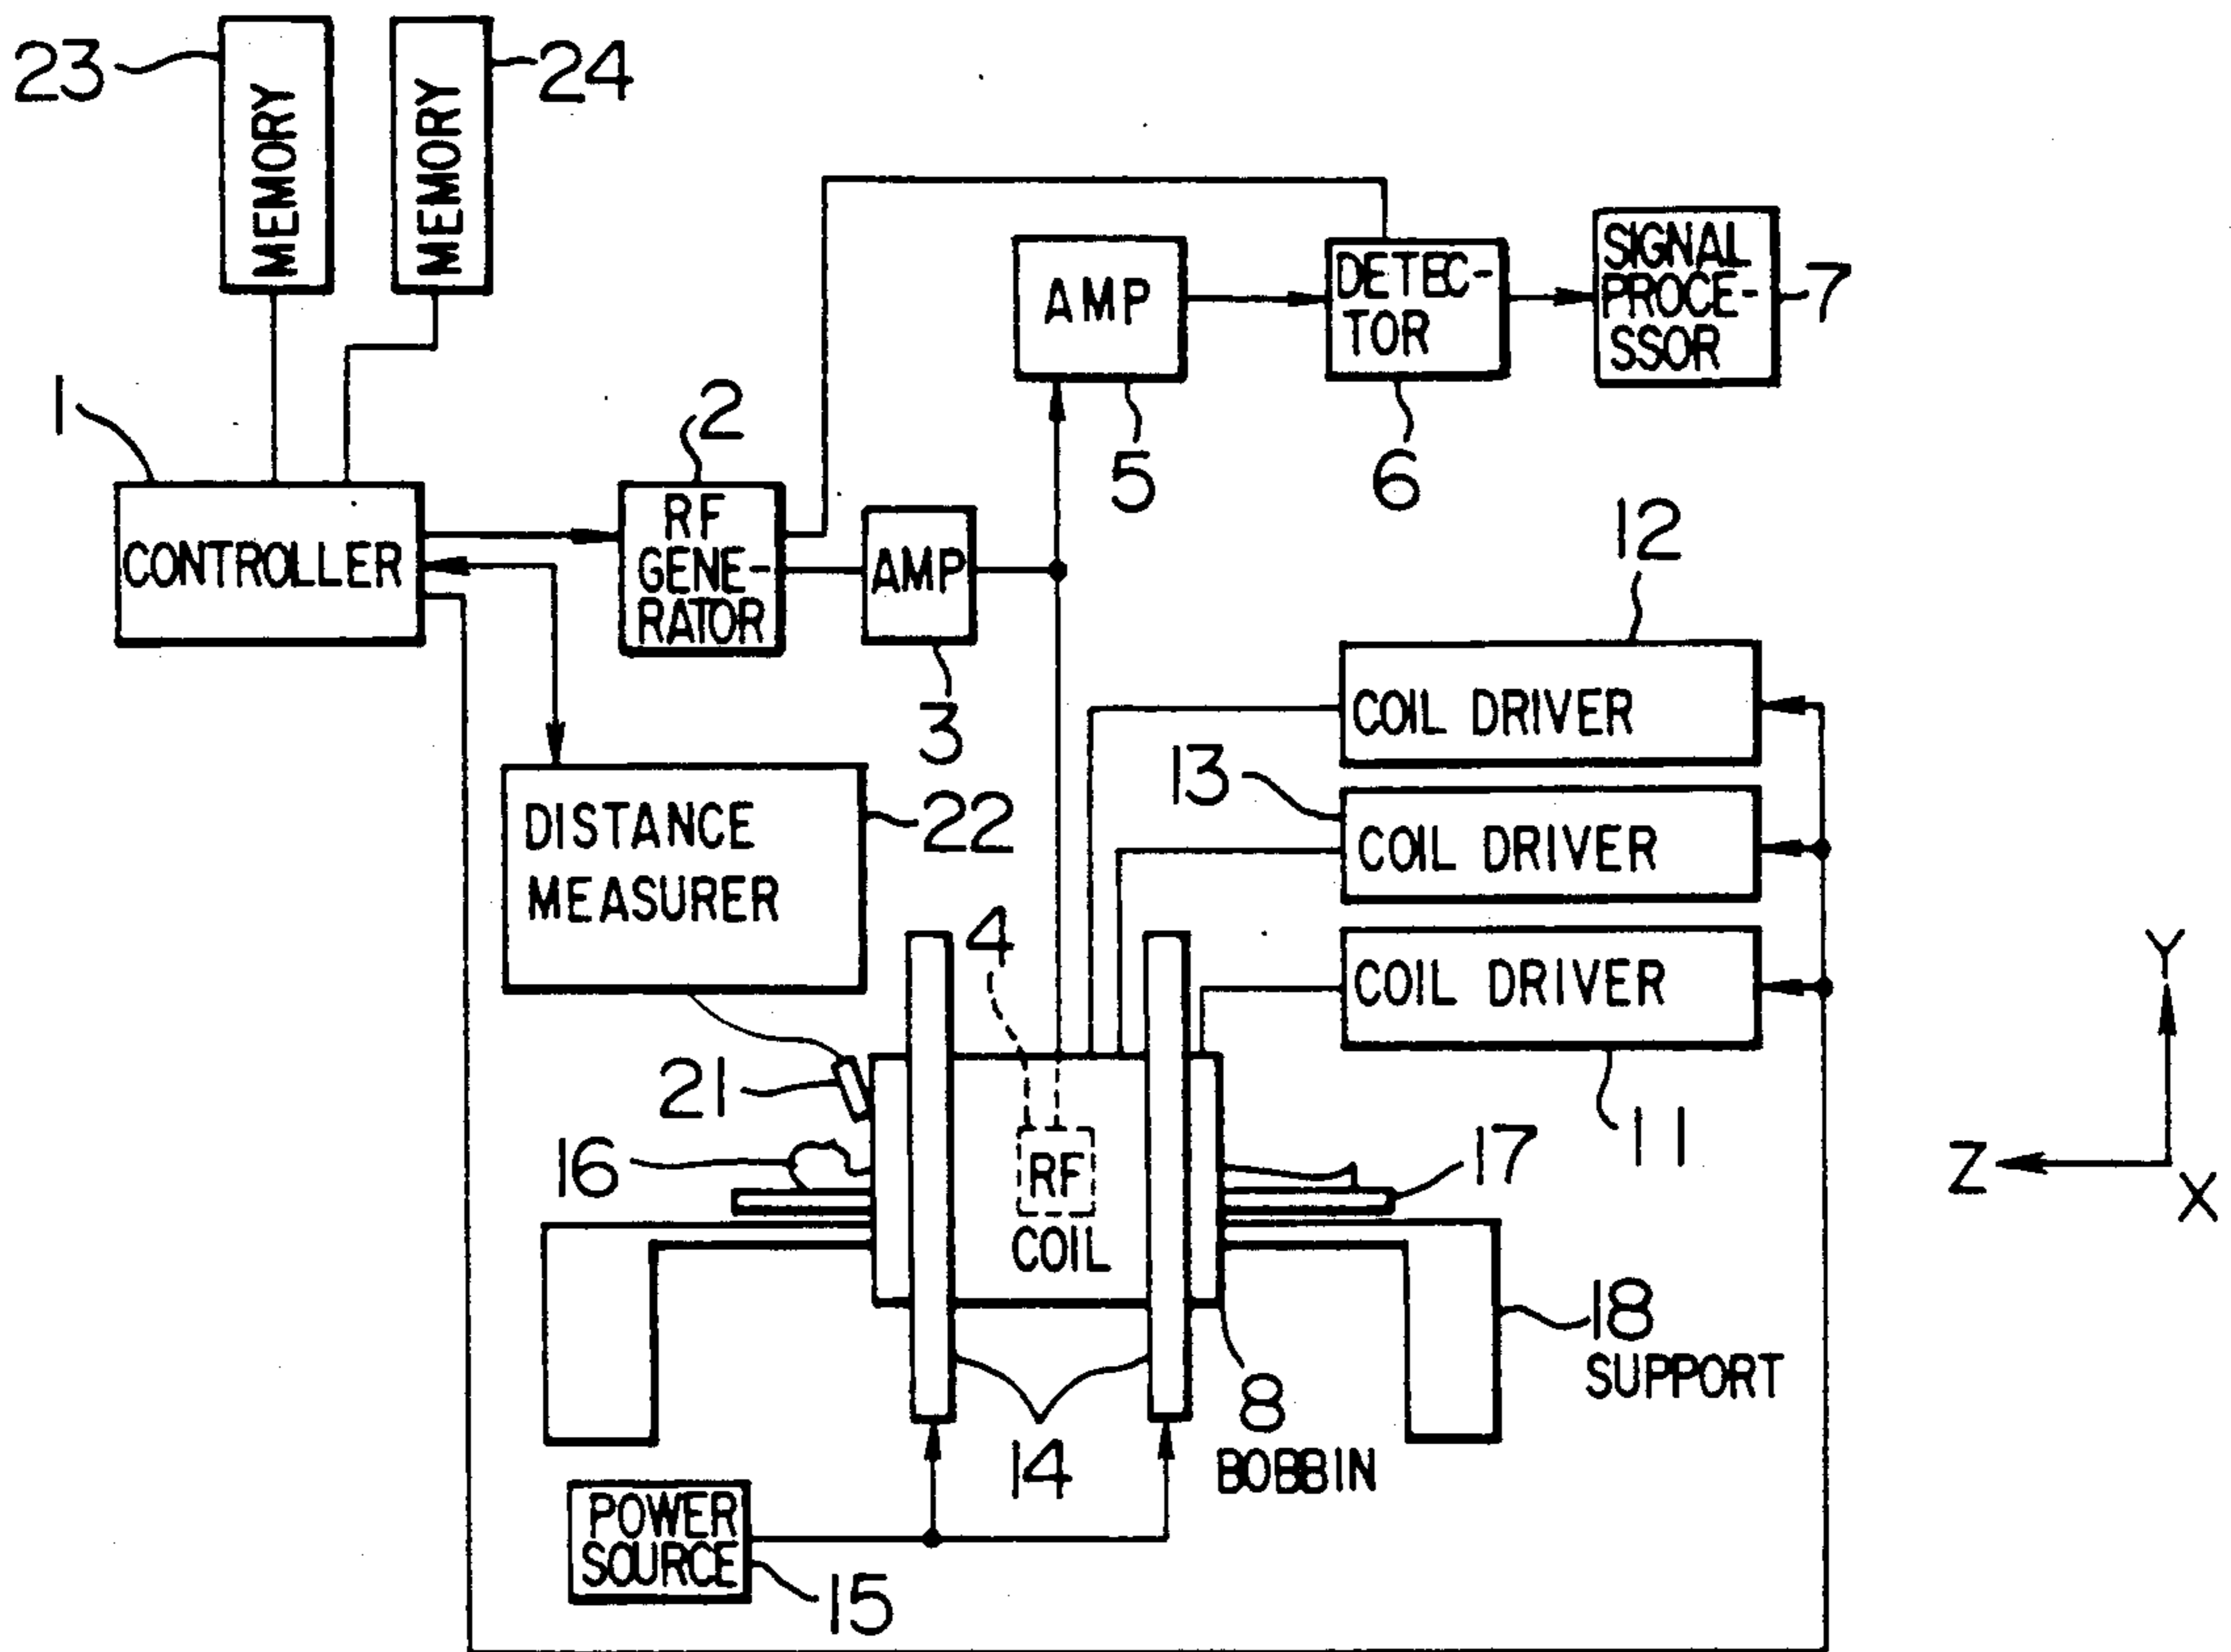 23
MEMORY
MEMORY
24
1
CONTROLLER
2
RF
GENE-
RATOR
AMP
3
AMP
5
DETEC-
TOR
6
SIGNAL
PROCE-
SSOR
7
12
COIL DRIVER
13
COIL DRIVER
COIL DRIVER
11
DISTANCE
MEASURER
22
4
21
16
RF
COIL
17
18
SUPPORT
8
BOBBIN
14
POWER
SOURCE
15
Y
Z
X